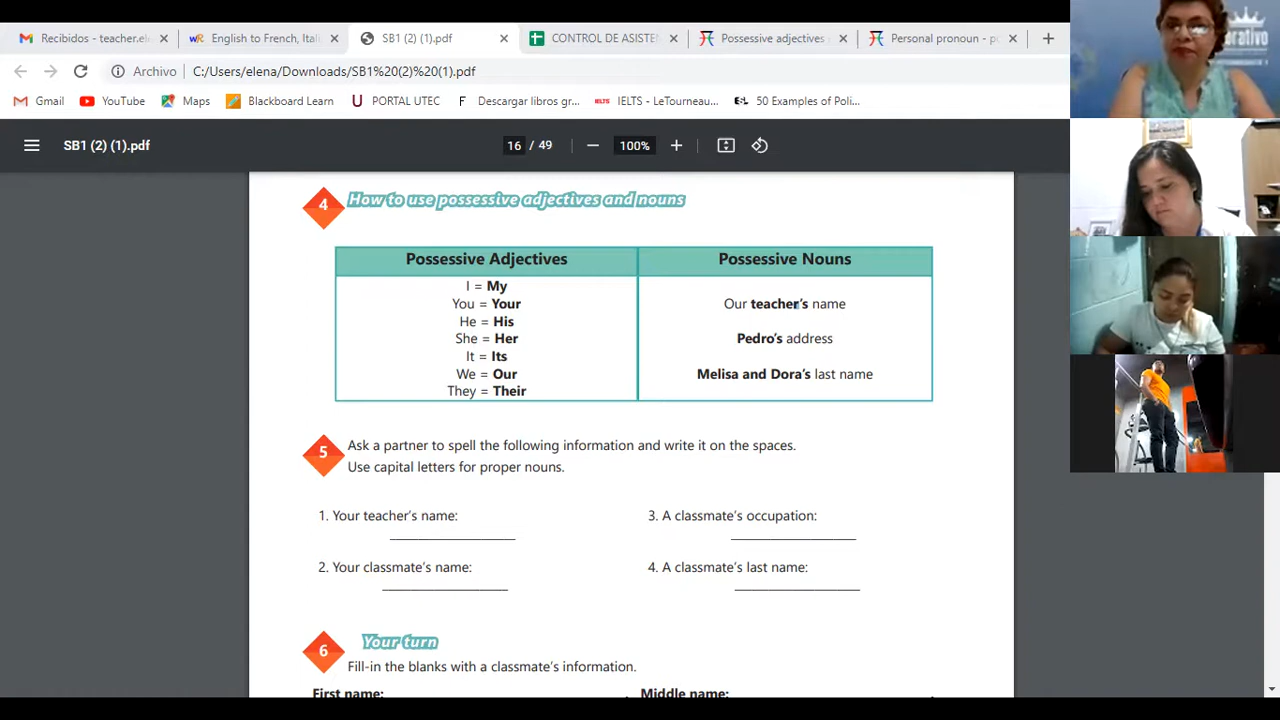 Recibidos - teacher.ele
English to French, Itali
SB1 (2) (1).pdf
CONTROL DE ASISTEN
Possessive adjectives
Personal pronoun - po
Archivo
C:/Users/elena/Downloads/SB1%20(2)%20(1).pdf
Gmail
YouTube
Maps
Blackboard Learn
PORTAL UTEC
Descargar libros gr...
IELTS - LeTourneau...
50 Examples of Poli...
SB1 (2) (1).pdf
16 / 49
100%
4
How to use possessive adjectives and nouns
Possessive Adjectives
I = My
You = Your
He = His
She = Her
It = Its
We = Our
They = Their
Possessive Nouns
Our teacher's name
Pedro's address
Melisa and Dora's last name
5
Ask a partner to spell the following information and write it on the spaces.
Use capital letters for proper nouns.
1. Your teacher's name:
2. Your classmate's name:
3. A classmate's occupation:
4. A classmate's last name:
6
Your turn
Fill-in the blanks with a classmate's information.
First name:
Middle name: